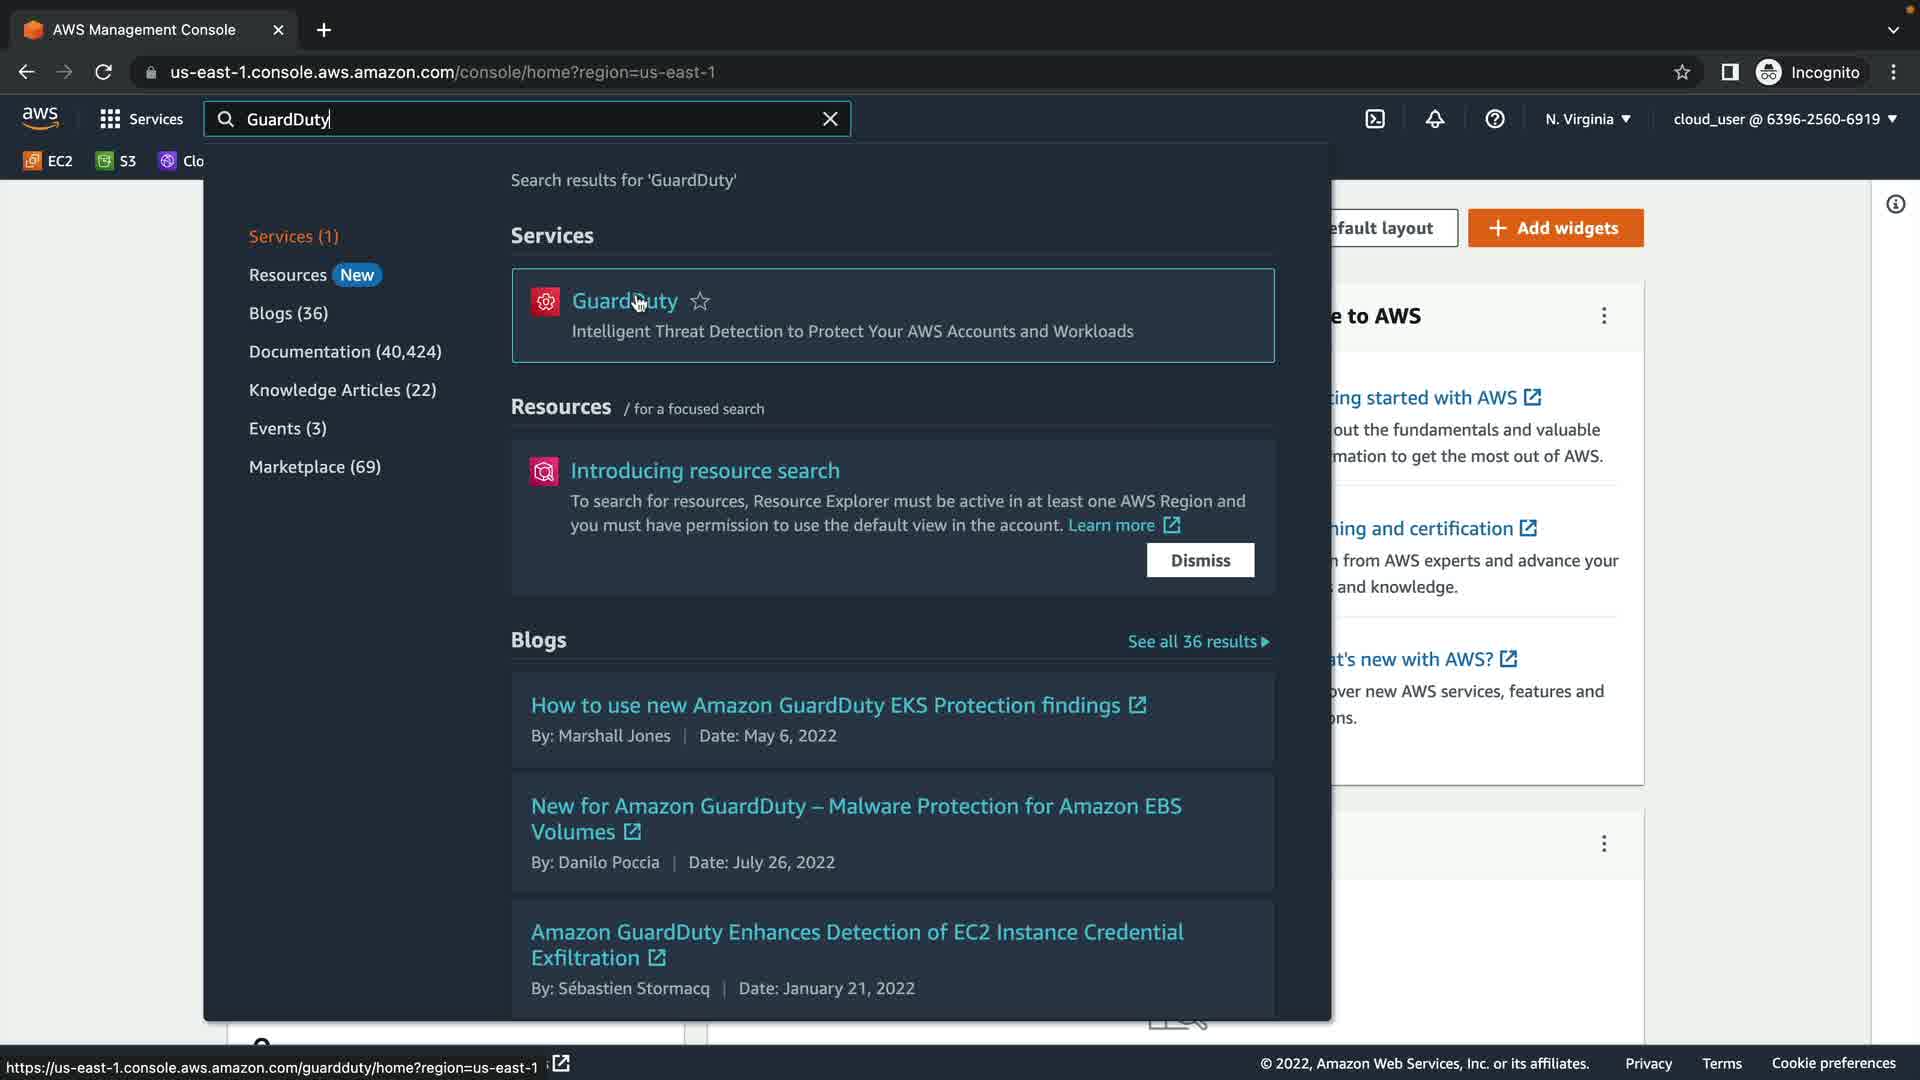 AWS Management Console
us-east-1.console.aws.amazon.com/console/home?region=us-east-1
Incognito
aws
Services
GuardDuty
N. Virginia
cloud_user @ 6396-2560-6919
EC2
S3
Clo
Search results for 'GuardDuty'
Services (1)
Resources New
Blogs (36)
Documentation (40,424)
Knowledge Articles (22)
Events (3)
Marketplace (69)
Services
GuardDuty
Intelligent Threat Detection to Protect Your AWS Accounts and Workloads
Resources / for a focused search
Introducing resource search
To search for resources, Resource Explorer must be active in at least one AWS Region and
you must have permission to use the default view in the account. Learn more
Dismiss
Blogs
See all 36 results
How to use new Amazon GuardDuty EKS Protection findings
By: Marshall Jones | Date: May 6, 2022
New for Amazon GuardDuty – Malware Protection for Amazon EBS
Volumes
By: Danilo Poccia | Date: July 26, 2022
Amazon GuardDuty Enhances Detection of EC2 Instance Credential
Exfiltration
By: Sébastien Stormacq | Date: January 21, 2022
efault layout
+ Add widgets
e to AWS
ing started with AWS
out the fundamentals and valuable
mation to get the most out of AWS.
ning and certification
n from AWS experts and advance your
and knowledge.
at's new with AWS?
over new AWS services, features and
ons.
https://us-east-1.console.aws.amazon.com/guardduty/home?region=us-east-1
© 2022, Amazon Web Services, Inc. or its affiliates.
Privacy
Terms
Cookie preferences